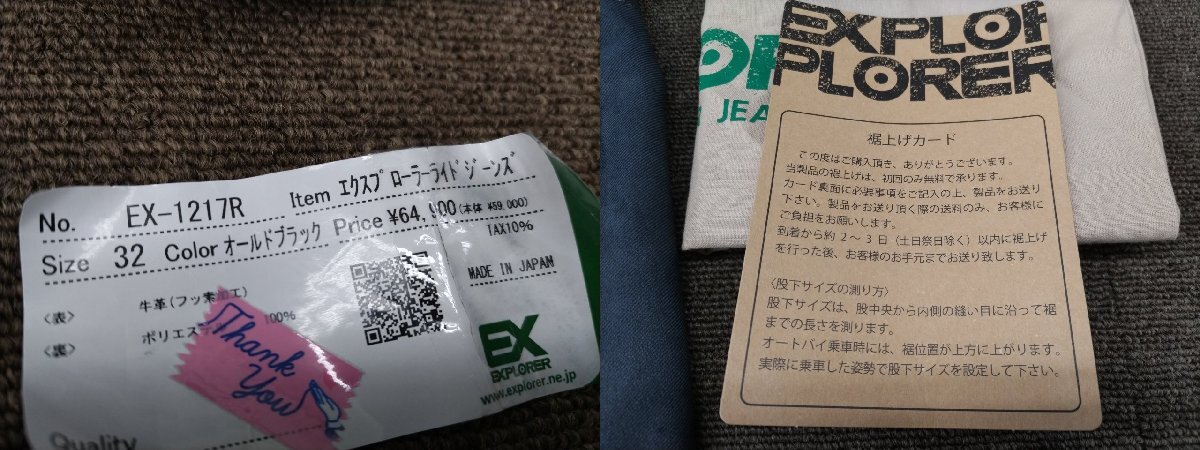 No. EX-1217R Item エクスプローラーライドジーンズ
Size 32 Color オールドブラック Price ¥64,900(本体 ¥59,000)
TAX10%
MADE IN JAPAN
<表> 牛革(フッ素加工)
<裏> ポリエステ 100%
Thank
You
EX
EXPLORER
www.explorer.ne.jp
Quality
JEA
EXPLOR
PLORER
裾上げカード
この度はご購入頂き、ありがとうございます。
当製品の裾上げは、初回のみ無料で承ります。
カード裏面に必要事項をご記入の上、製品をお送り
下さい。製品をお送り頂く際の送料のみ、お客様に
ご負担をお願します。
到着から約2〜3日(土日祭日除く)以内に裾上げ
を行った後、お客様のお手元までお送り致します。
〈股下サイズの測り方〉
股下サイズは、股中央から内側の縫い目に沿って裾
までの長さを測ります。
オートバイ乗車時には、裾位置が上方に上がります。
実際に乗車した姿勢で股下サイズを設定して下さい。